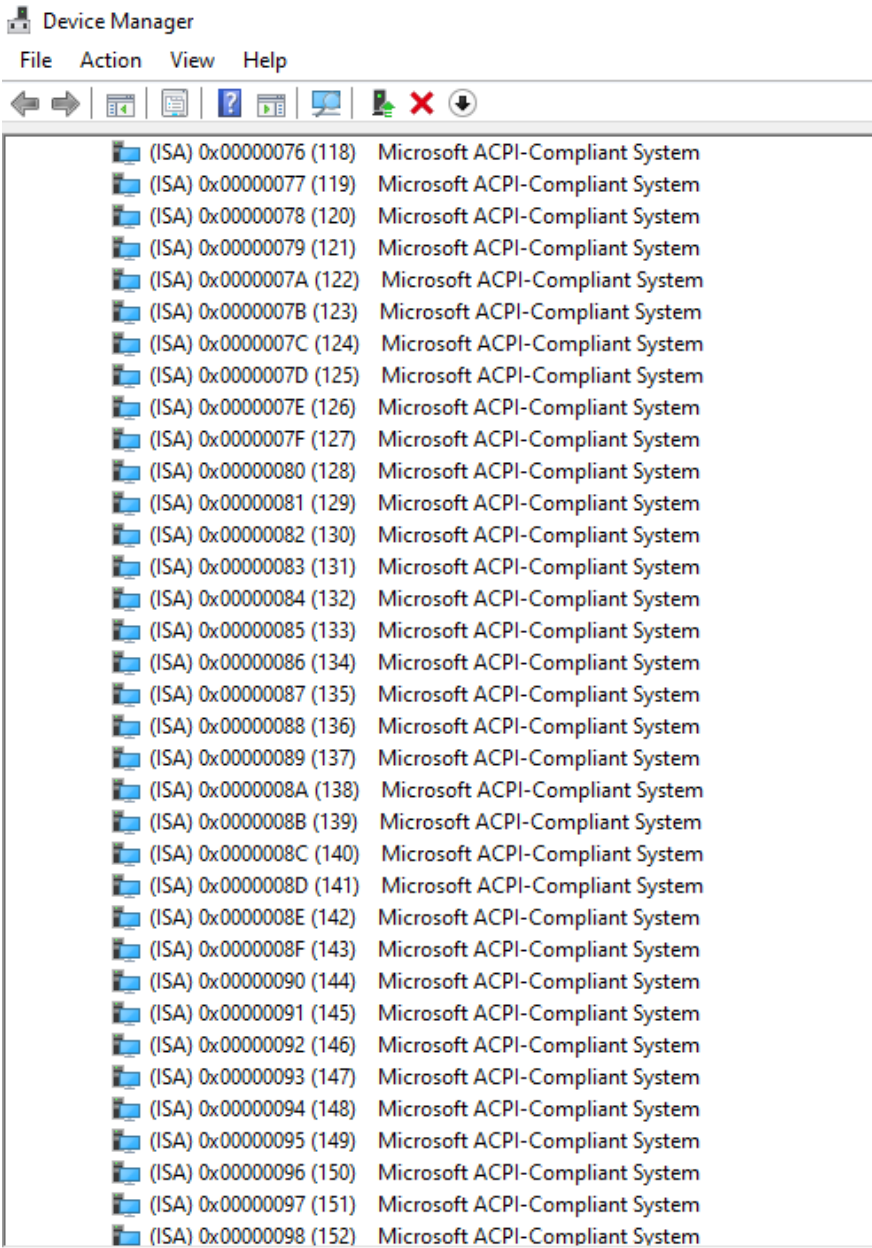 Device Manager
File Action View Help
(ISA) 0x00000076 (118) Microsoft ACPI-Compliant System
(ISA) 0x00000077 (119) Microsoft ACPI-Compliant System
(ISA) 0x00000078 (120) Microsoft ACPI-Compliant System
(ISA) 0x00000079 (121) Microsoft ACPI-Compliant System
(ISA) 0x0000007A (122) Microsoft ACPI-Compliant System
(ISA) 0x0000007B (123) Microsoft ACPI-Compliant System
(ISA) 0x0000007C (124) Microsoft ACPI-Compliant System
(ISA) 0x0000007D (125) Microsoft ACPI-Compliant System
(ISA) 0x0000007E (126) Microsoft ACPI-Compliant System
(ISA) 0x0000007F (127) Microsoft ACPI-Compliant System
(ISA) 0x00000080 (128) Microsoft ACPI-Compliant System
(ISA) 0x00000081 (129) Microsoft ACPI-Compliant System
(ISA) 0x00000082 (130) Microsoft ACPI-Compliant System
(ISA) 0x00000083 (131) Microsoft ACPI-Compliant System
(ISA) 0x00000084 (132) Microsoft ACPI-Compliant System
(ISA) 0x00000085 (133) Microsoft ACPI-Compliant System
(ISA) 0x00000086 (134) Microsoft ACPI-Compliant System
(ISA) 0x00000087 (135) Microsoft ACPI-Compliant System
(ISA) 0x00000088 (136) Microsoft ACPI-Compliant System
(ISA) 0x00000089 (137) Microsoft ACPI-Compliant System
(ISA) 0x0000008A (138) Microsoft ACPI-Compliant System
(ISA) 0x0000008B (139) Microsoft ACPI-Compliant System
(ISA) 0x0000008C (140) Microsoft ACPI-Compliant System
(ISA) 0x0000008D (141) Microsoft ACPI-Compliant System
(ISA) 0x0000008E (142) Microsoft ACPI-Compliant System
(ISA) 0x0000008F (143) Microsoft ACPI-Compliant System
(ISA) 0x00000090 (144) Microsoft ACPI-Compliant System
(ISA) 0x00000091 (145) Microsoft ACPI-Compliant System
(ISA) 0x00000092 (146) Microsoft ACPI-Compliant System
(ISA) 0x00000093 (147) Microsoft ACPI-Compliant System
(ISA) 0x00000094 (148) Microsoft ACPI-Compliant System
(ISA) 0x00000095 (149) Microsoft ACPI-Compliant System
(ISA) 0x00000096 (150) Microsoft ACPI-Compliant System
(ISA) 0x00000097 (151) Microsoft ACPI-Compliant System
(ISA) 0x00000098 (152) Microsoft ACPI-Compliant System